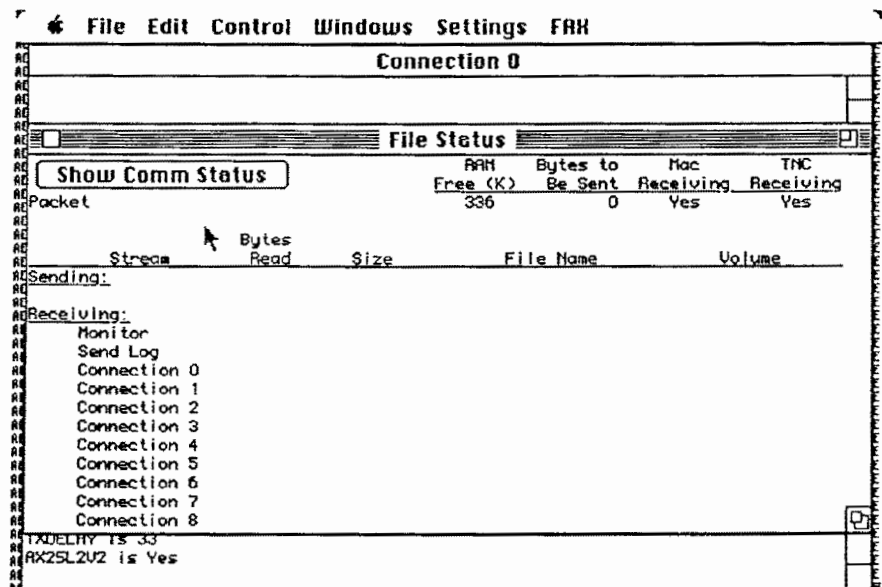 File Edit Control Windows Settings FAX
Connection 0
File Status
Show Comm Status
RAM Bytes to Mac TNC
Free (K) Be Sent Receiving Receiving
Packet 336 0 Yes Yes
Bytes
Stream Read Size File Name Volume
Sending:
Receiving:
Monitor
Send Log
Connection 0
Connection 1
Connection 2
Connection 3
Connection 4
Connection 5
Connection 6
Connection 7
Connection 8
TXDELAY is 33
AX25L2V2 is Yes